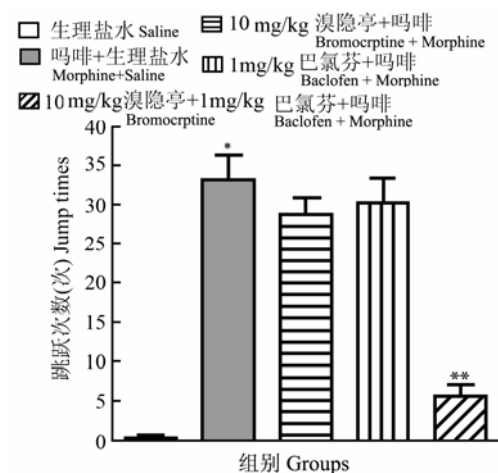 生理盐水 Saline
吗啡+生理盐水
Morphine+Saline
10 mg/kg 溴隐亭+吗啡
Bromocrptine + Morphine
1mg/kg 巴氯芬+吗啡
Baclofen + Morphine
10 mg/kg溴隐亭+1mg/kg 巴氯芬+吗啡
Bromocrptine Baclofen + Morphine
跳跃次数(次) Jump times
40
35
30
25
20
15
10
5
0
*
**
组别 Groups